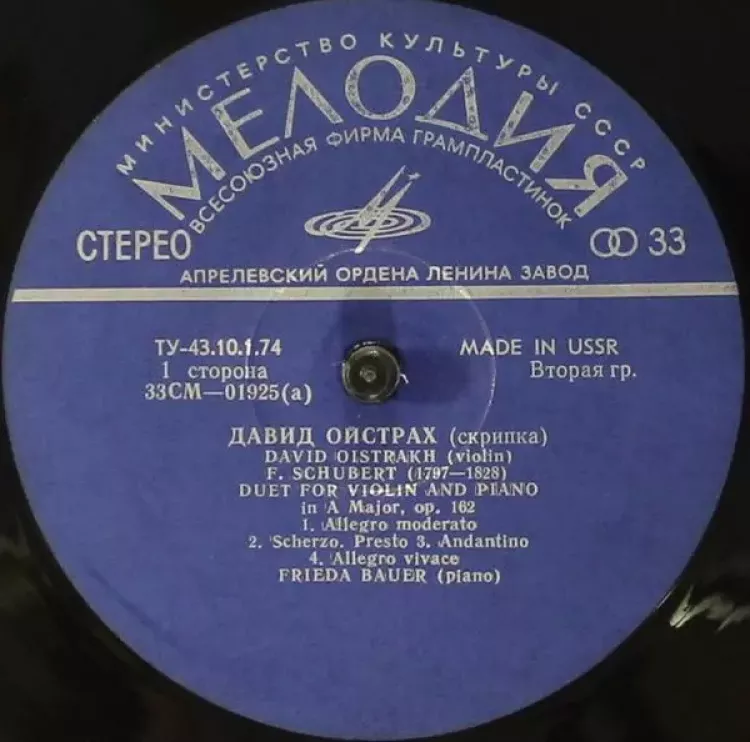 МИНИСТЕРСТВО КУЛЬТУРЫ СССР
МЕЛОДИЯ
ВСЕСОЮЗНАЯ ФИРМА ГРАМПЛАСТИНОК
СТЕРЕО
33
АПРЕЛЕВСКИЙ ОРДЕНА ЛЕНИНА ЗАВОД
ТУ-43.10.1.74
MADE IN USSR
1 сторона
Вторая гр.
33СМ—01925(а)
ДАВИД ОЙСТРАХ (скрипка)
DAVID OISTRAKH (violin)
F. SCHUBERT (1797—1828)
DUET FOR VIOLIN AND PIANO
in A Major, op. 162
1. Allegro moderato
2. Scherzo. Presto 3. Andantino
4. Allegro vivace
FRIEDA BAUER (piano)